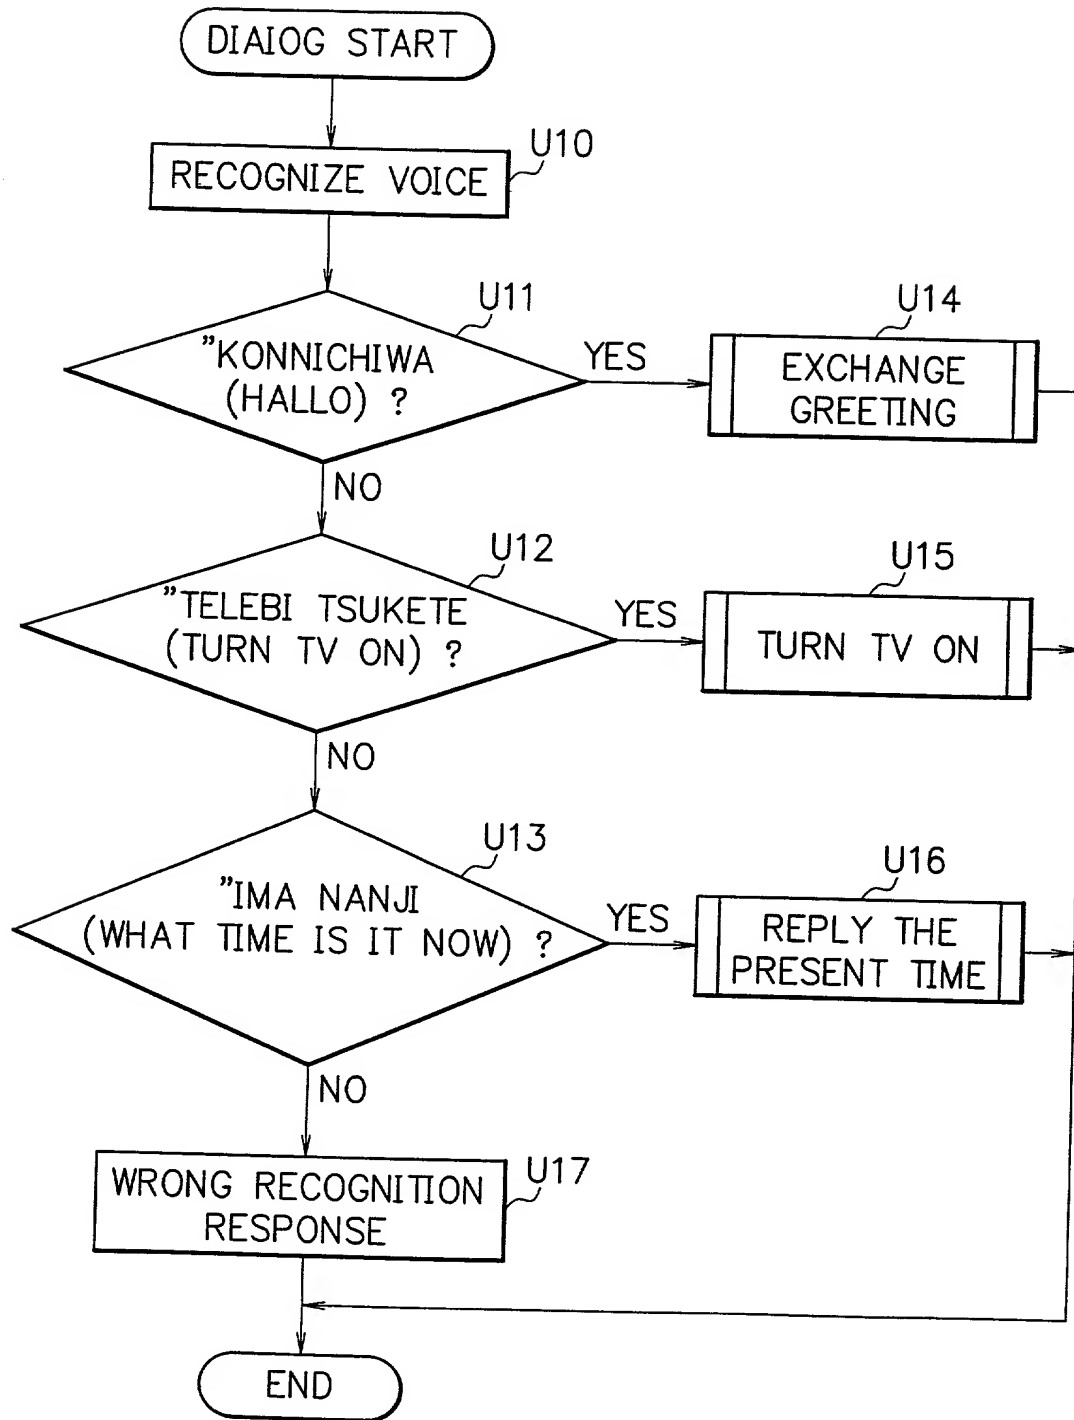 DIAIOG START
U10
RECOGNIZE VOICE
U11
”KONNICHIWA
(HALLO) ?
YES
U14
EXCHANGE
GREETING
NO
U12
”TELEBI TSUKETE
(TURN TV ON) ?
YES
U15
TURN TV ON
NO
U13
”IMA NANJI
(WHAT TIME IS IT NOW) ?
YES
U16
REPLY THE
PRESENT TIME
NO
U17
WRONG RECOGNITION
RESPONSE
END